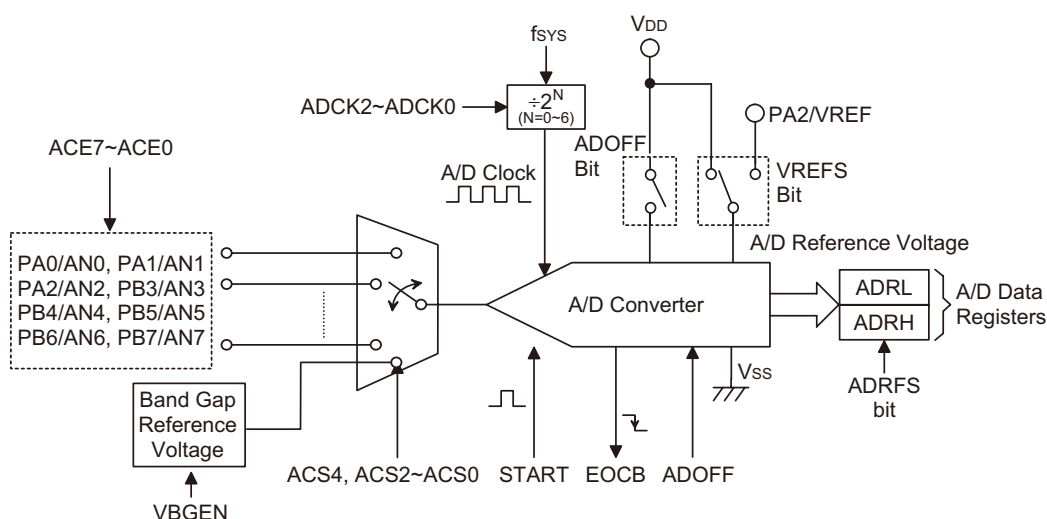 fSYS
VDD
ADCK2~ADCK0
÷2^N
(N=0~6)
PA2/VREF
ADOFF
Bit
VREFS
Bit
ACE7~ACE0
A/D Clock
A/D Reference Voltage
PA0/AN0, PA1/AN1
PA2/AN2, PB3/AN3
PB4/AN4, PB5/AN5
PB6/AN6, PB7/AN7
A/D Converter
ADRL
ADRH
A/D Data
Registers
VSS
ADRFS
bit
Band Gap
Reference
Voltage
ACS4, ACS2~ACS0
START
EOCB
ADOFF
VBGEN